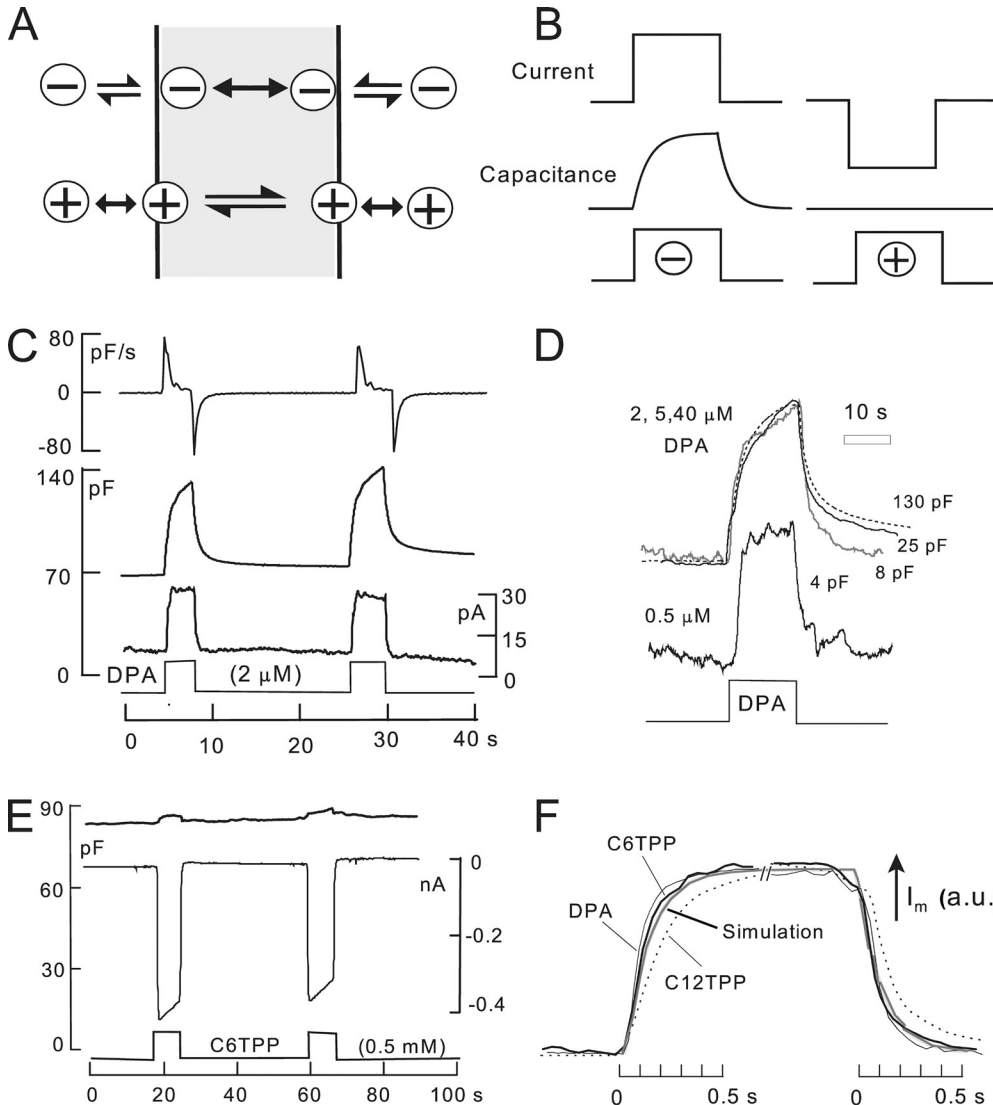 A
B
Current
Capacitance
C
80
pF/s
0
-80
140
pF
70
0
30
pA
15
0
DPA
(2 μM)
0
10
20
30
40 s
D
2, 5,40 μM
DPA
10 s
130 pF
25 pF
8 pF
4 pF
0.5 μM
DPA
E
90
pF
60
30
0
0
nA
-0.2
-0.4
C6TPP
(0.5 mM)
0
20
40
60
80
100 s
F
C6TPP
DPA
Simulation
C12TPP
Im (a.u.
0
0.5 s
0
0.5 s